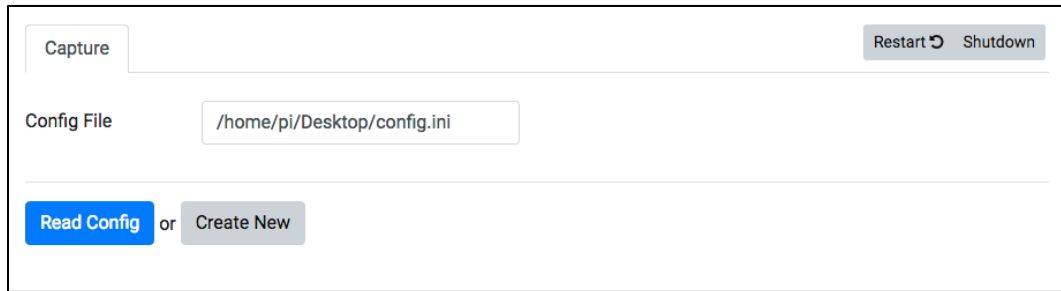 Capture
Restart Shutdown
Config File
/home/pi/Desktop/config.ini
Read Config or Create New